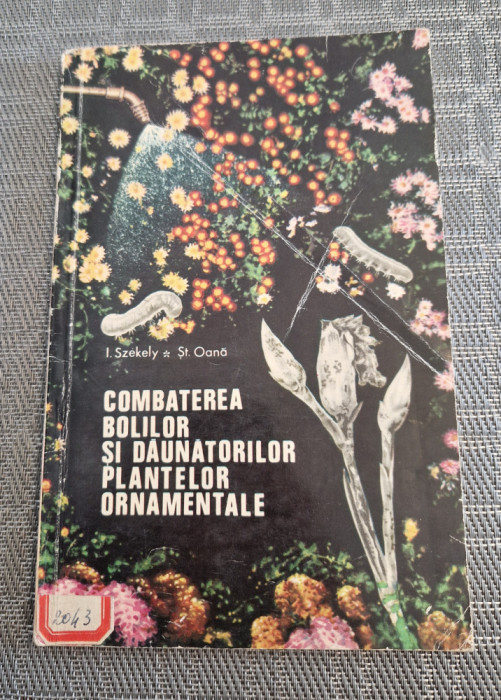 I. Szekely ☆ Șt. Oană
COMBATEREA
BOLILOR
ȘI DĂUNĂTORILOR
PLANTELOR
ORNAMENTALE
2043